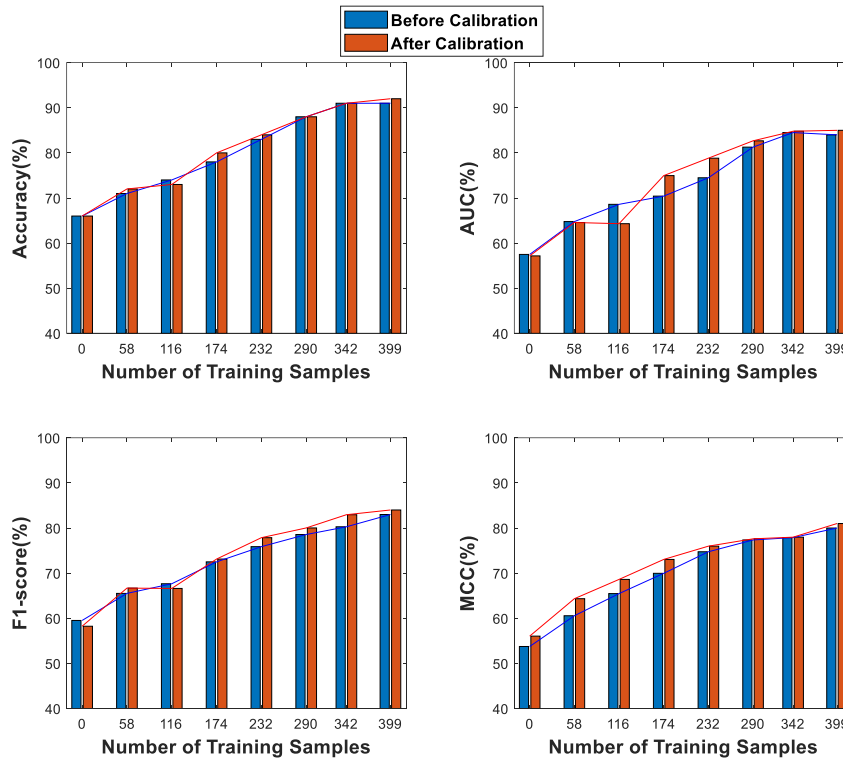 Before Calibration
After Calibration
100
90
80
70
60
50
40
Accuracy(%)
0 58 116 174 232 290 342 399
Number of Training Samples
100
90
80
70
60
50
40
AUC(%)
0 58 116 174 232 290 342 399
Number of Training Samples
100
90
80
70
60
50
40
F1-score(%)
0 58 116 174 232 290 342 399
Number of Training Samples
100
90
80
70
60
50
40
MCC(%)
0 58 116 174 232 290 342 399
Number of Training Samples